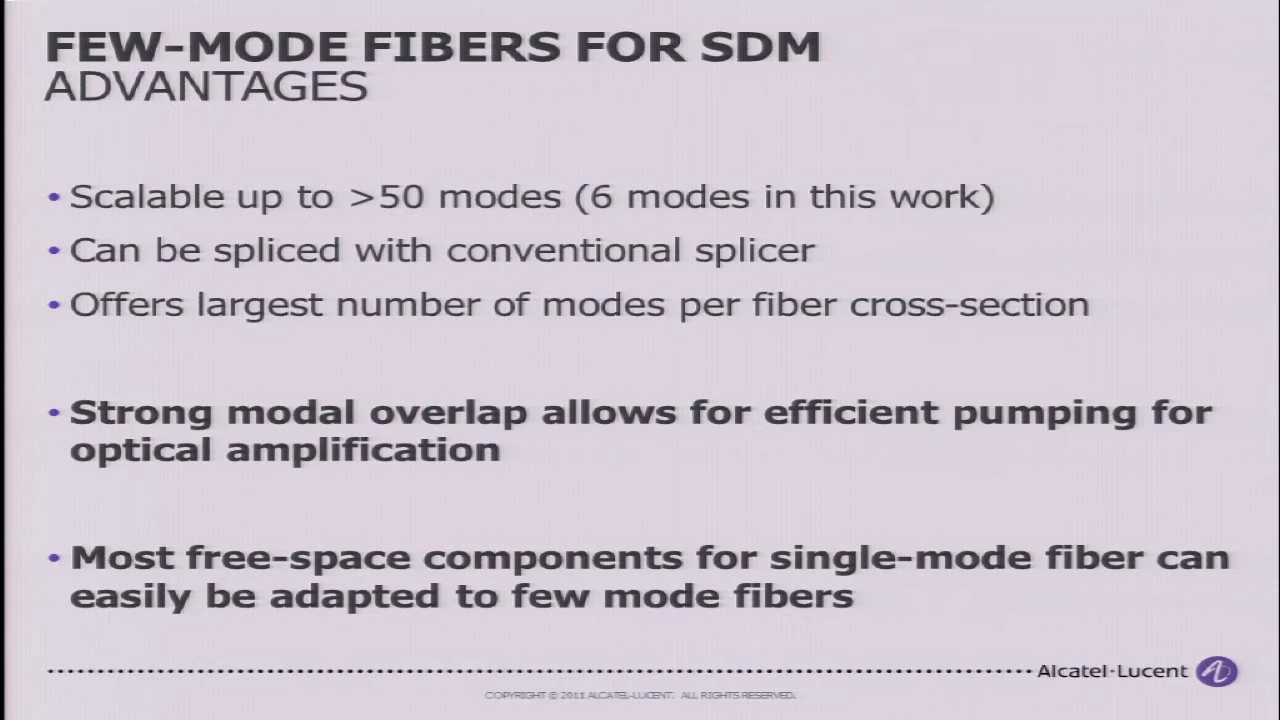 FEW-MODE FIBERS FOR SDM
ADVANTAGES
• Scalable up to >50 modes (6 modes in this work)
• Can be spliced with conventional splicer
• Offers largest number of modes per fiber cross-section
• Strong modal overlap allows for efficient pumping for
optical amplification
• Most free-space components for single-mode fiber can
easily be adapted to few mode fibers
Alcatel·Lucent
COPYRIGHT © 2011 ALCATEL-LUCENT. ALL RIGHTS RESERVED.